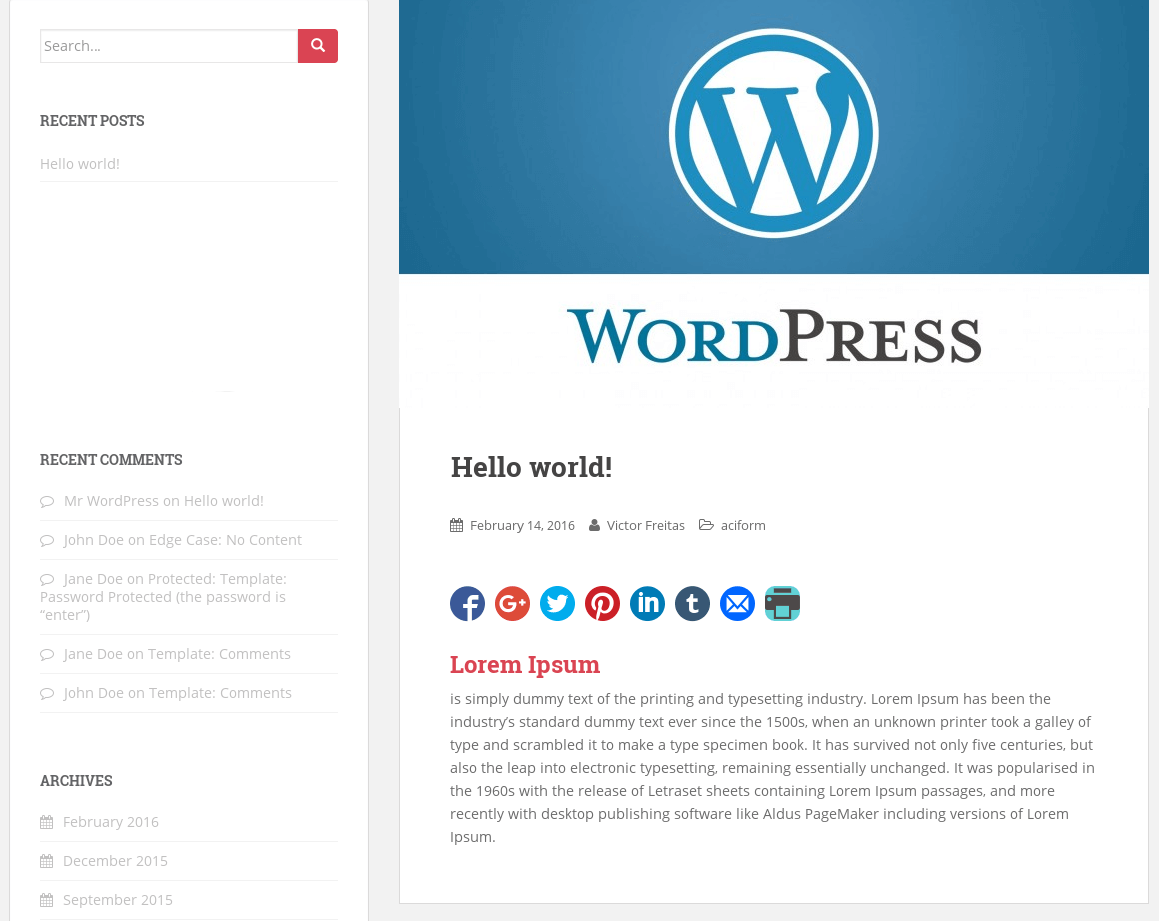 Search...
RECENT POSTS
Hello world!
RECENT COMMENTS
Mr WordPress on Hello world!
John Doe on Edge Case: No Content
Jane Doe on Protected: Template:
Password Protected (the password is
“enter”)
Jane Doe on Template: Comments
John Doe on Template: Comments
ARCHIVES
February 2016
December 2015
September 2015
W
WORDPRESS
Hello world!
February 14, 2016 Victor Freitas aciform
Lorem Ipsum
is simply dummy text of the printing and typesetting industry. Lorem Ipsum has been the
industry’s standard dummy text ever since the 1500s, when an unknown printer took a galley of
type and scrambled it to make a type specimen book. It has survived not only five centuries, but
also the leap into electronic typesetting, remaining essentially unchanged. It was popularised in
the 1960s with the release of Letraset sheets containing Lorem Ipsum passages, and more
recently with desktop publishing software like Aldus PageMaker including versions of Lorem
Ipsum.